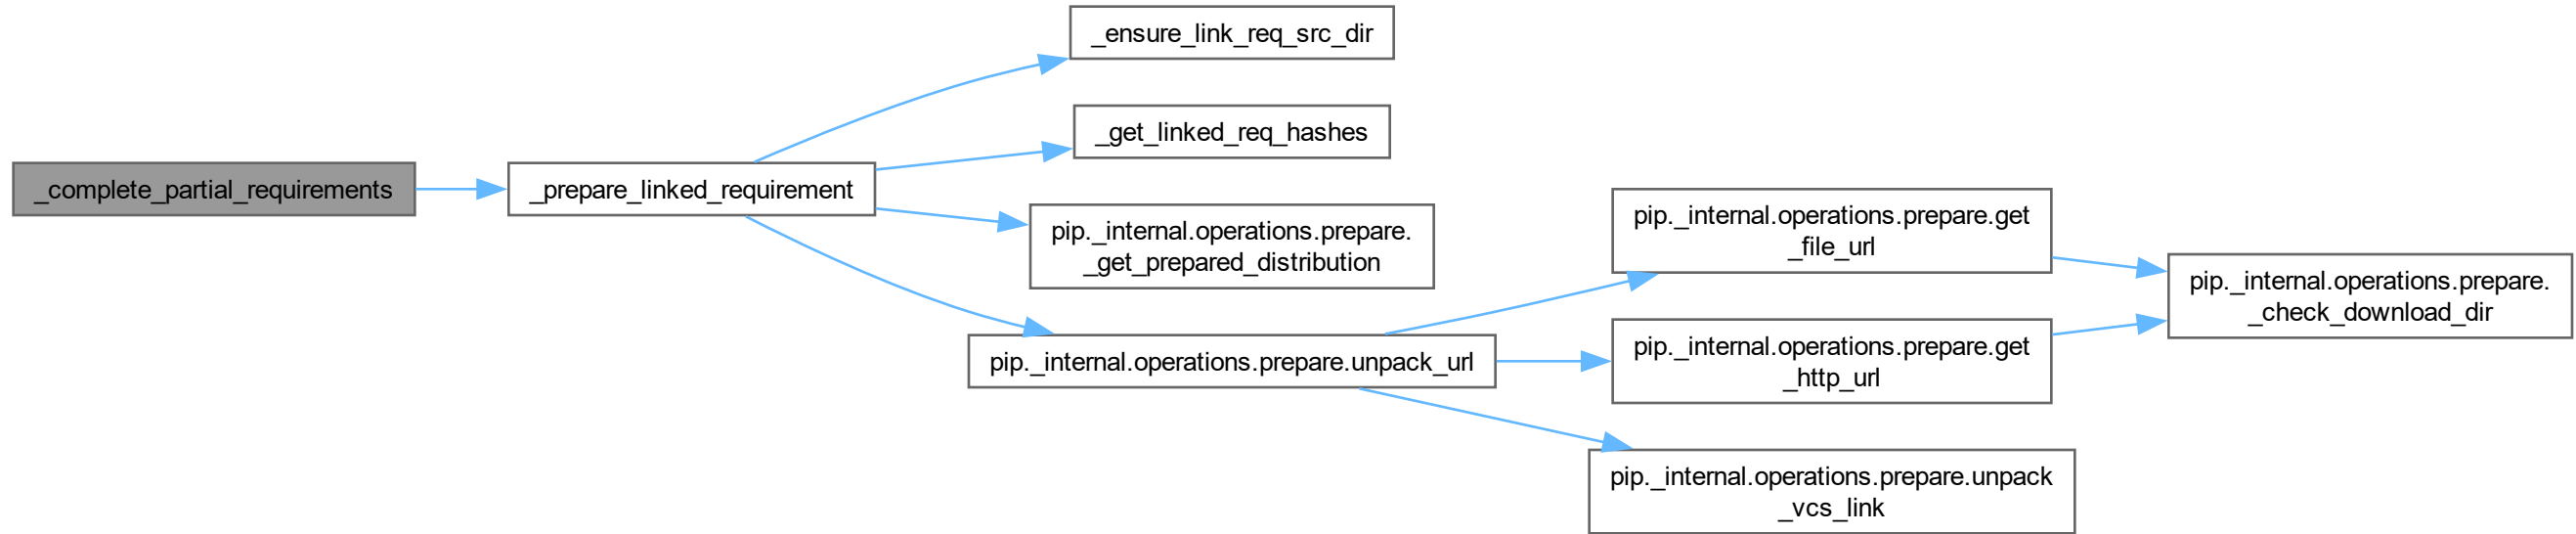 _complete_partial_requirements
_prepare_linked_requirement
_ensure_link_req_src_dir
_get_linked_req_hashes
pip._internal.operations.prepare.
_get_prepared_distribution
pip._internal.operations.prepare.unpack_url
pip._internal.operations.prepare.get
_file_url
pip._internal.operations.prepare.get
_http_url
pip._internal.operations.prepare.unpack
_vcs_link
pip._internal.operations.prepare.
_check_download_dir